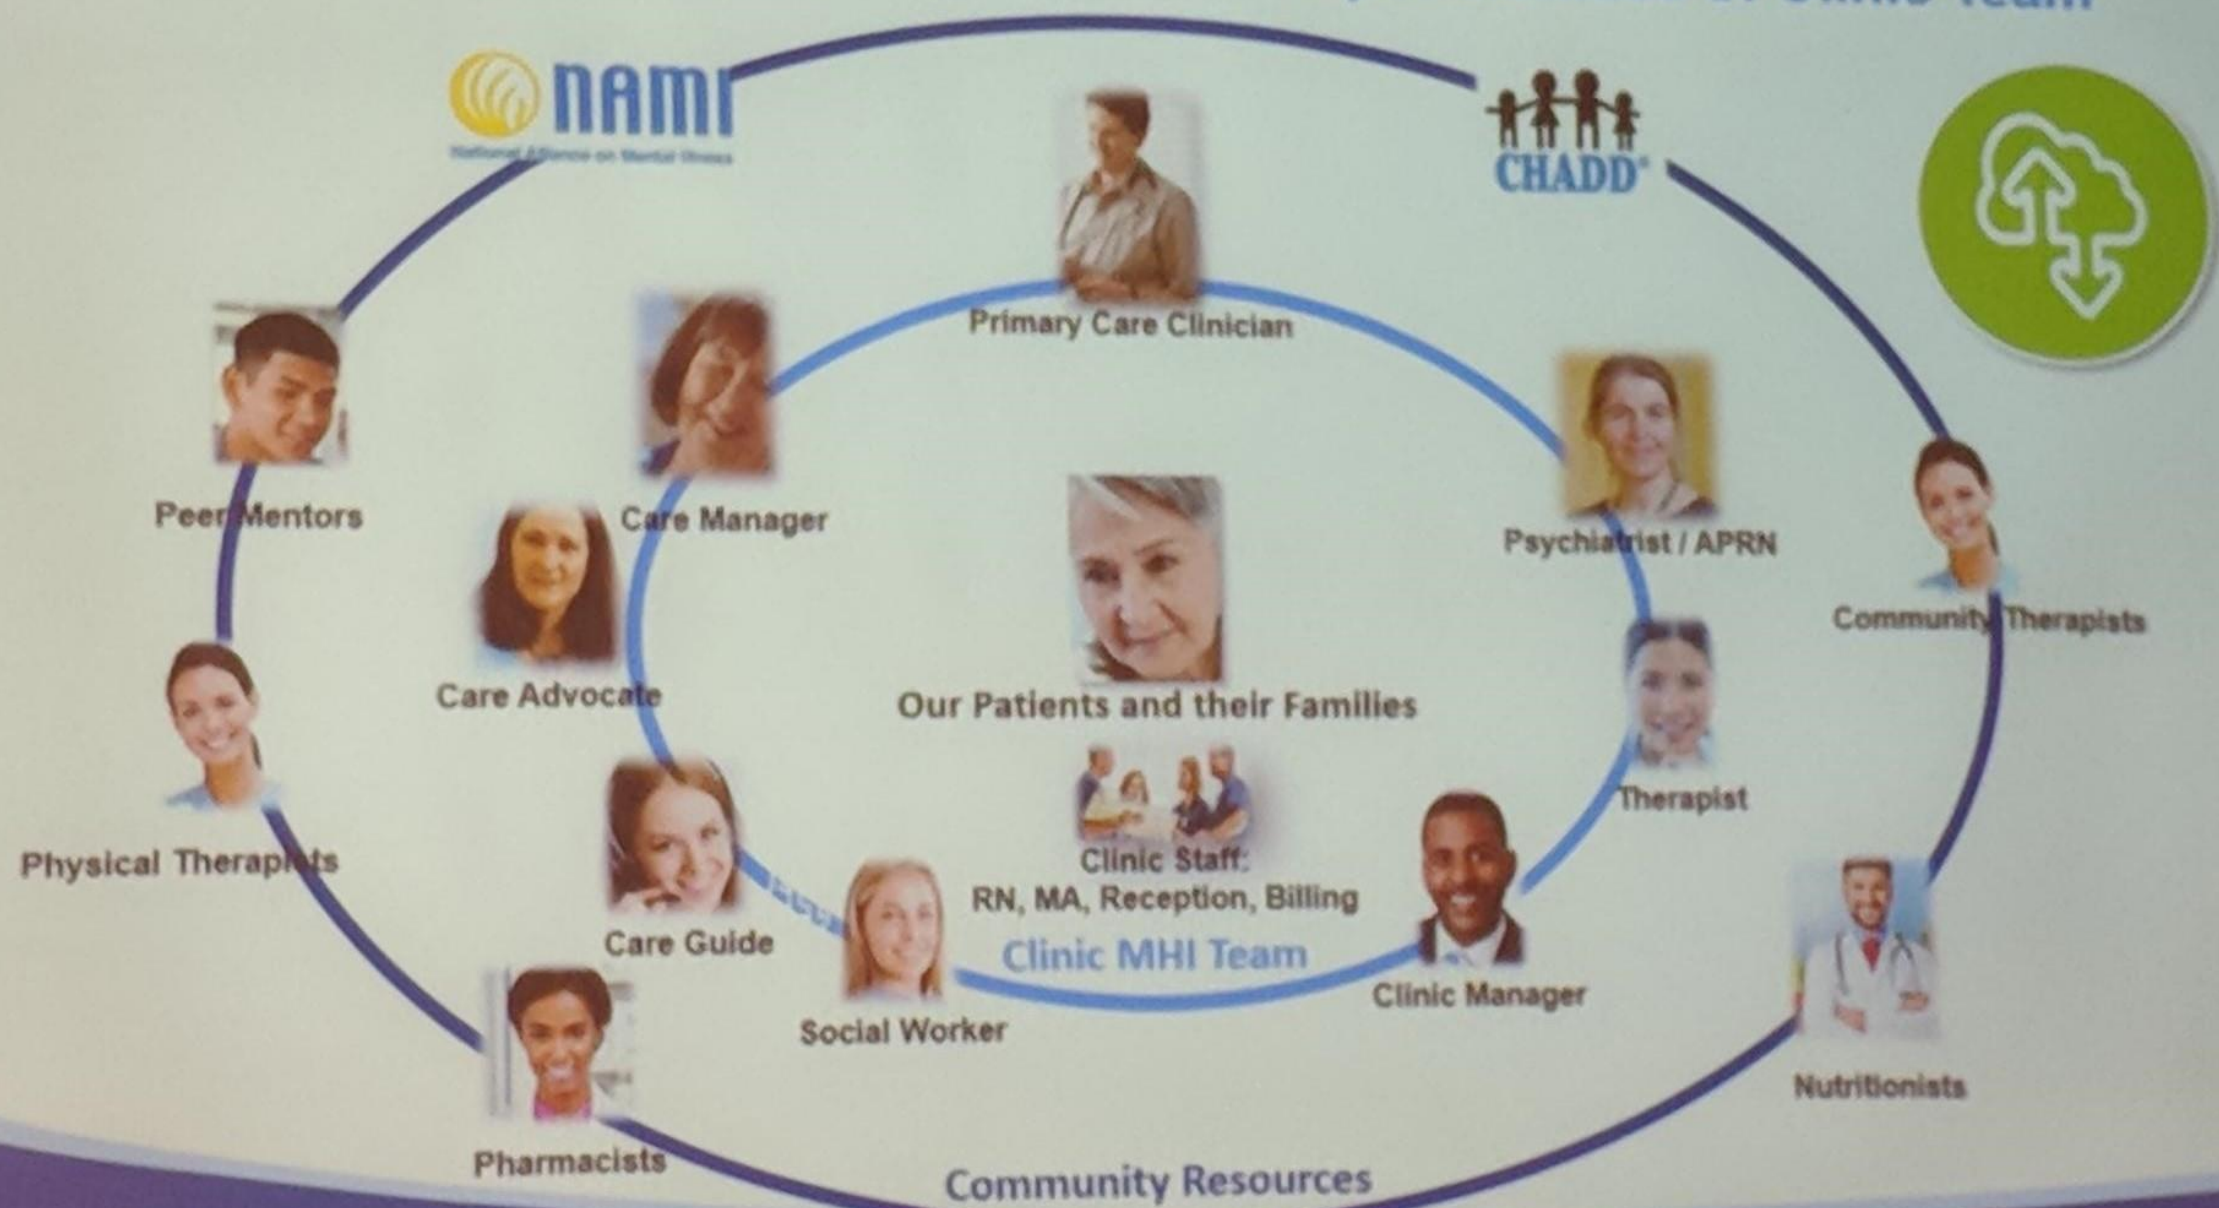 Clinic Team
NAMI
National Alliance on Mental Illness
CHADD®
Primary Care Clinician
Peer Mentors
Care Manager
Psychiatrist / APRN
Community Therapists
Care Advocate
Our Patients and their Families
Therapist
Physical Therapists
Clinic Staff:
RN, MA, Reception, Billing
Care Guide
Clinic MHI Team
Clinic Manager
Social Worker
Nutritionists
Pharmacists
Community Resources